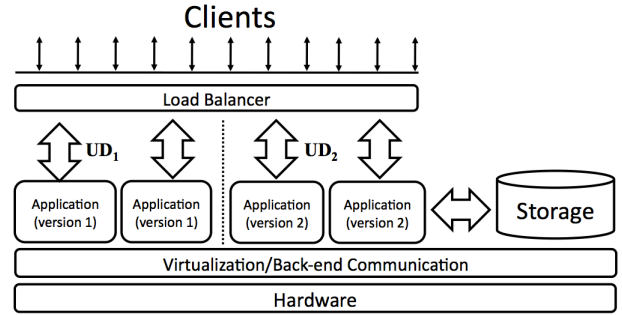 Clients
Load Balancer
UD₁
UD₂
Application
(version 1)
Application
(version 1)
Application
(version 2)
Application
(version 2)
Storage
Virtualization/Back-end Communication
Hardware